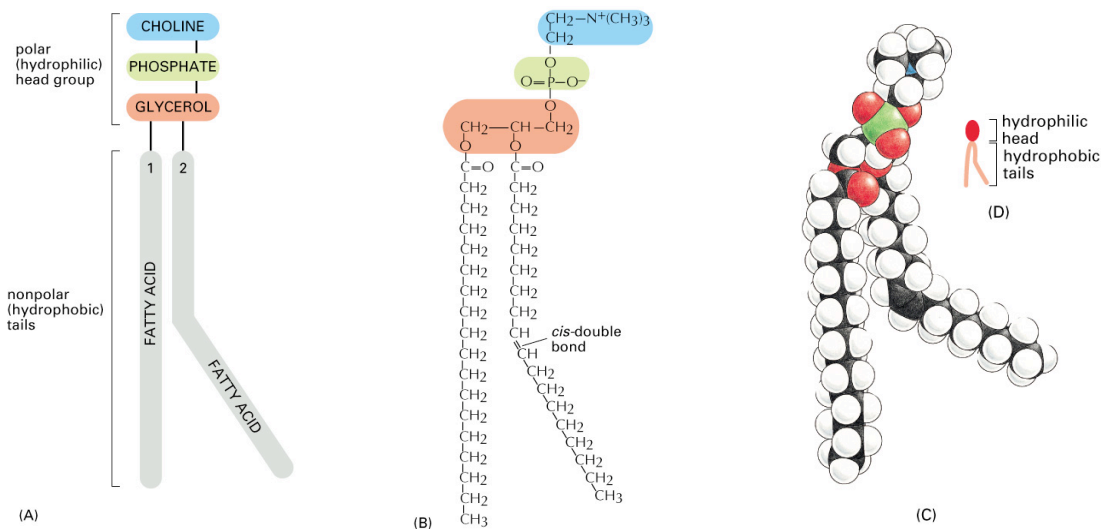 polar
(hydrophilic)
head group
CHOLINE
PHOSPHATE
GLYCEROL
1
2
nonpolar
(hydrophobic)
tails
FATTY ACID
FATTY ACID
(A)
CH₂–N⁺(CH₃)₃
CH₂
O
O=P–O⁻
O
CH₂–CH–CH₂
O O
C=O C=O
CH₂ CH₂
CH₂ CH₂
CH₂ CH₂
CH₂ CH₂
CH₂ CH₂
CH₂ CH₂
CH₂ CH₂
CH₂ CH
CH₂ CH
CH₂ CH₂
CH₂ CH₂
CH₂ CH₂
CH₂ CH₂
CH₂ CH₂
CH₂ CH₂
CH₂ CH₂
CH₃ CH₃
cis-double
bond
(B)
(C)
hydrophilic
head
hydrophobic
tails
(D)